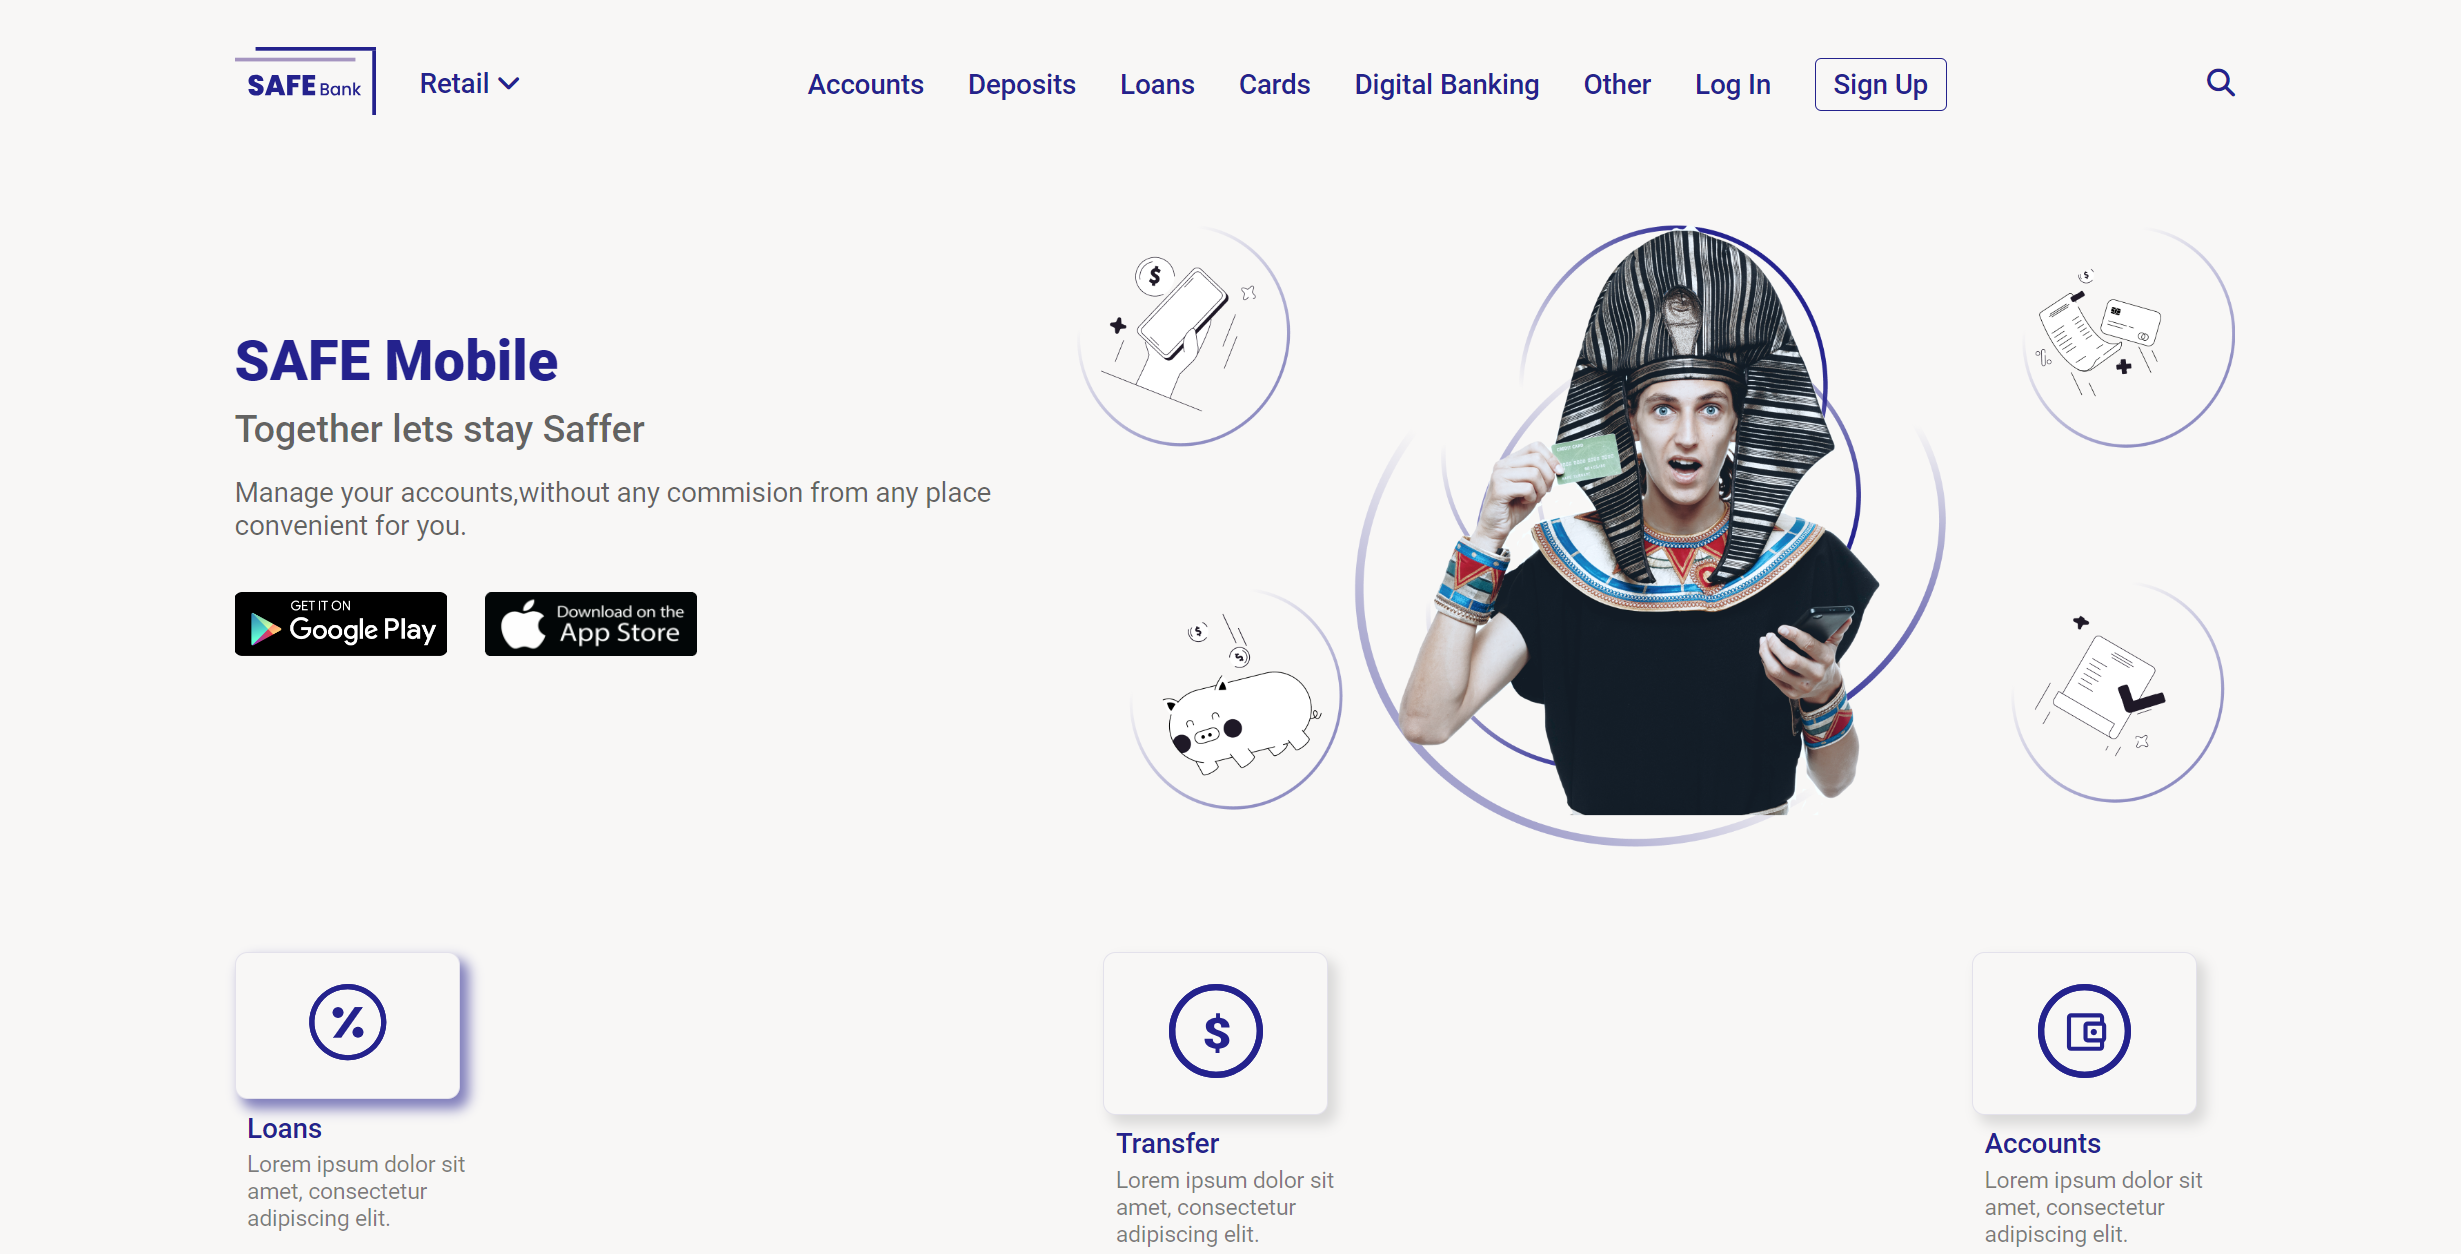 SAFE Bank
Retail
Accounts
Deposits
Loans
Cards
Digital Banking
Other
Log In
Sign Up
SAFE Mobile
Together lets stay Saffer
Manage your accounts,without any commision from any place
convenient for you.
GET IT ON
Google Play
Download on the
App Store
$
$
$
$
CREDIT CARD
%
$
Loans
Lorem ipsum dolor sit
amet, consectetur
adipiscing elit.
Transfer
Lorem ipsum dolor sit
amet, consectetur
adipiscing elit.
Accounts
Lorem ipsum dolor sit
amet, consectetur
adipiscing elit.